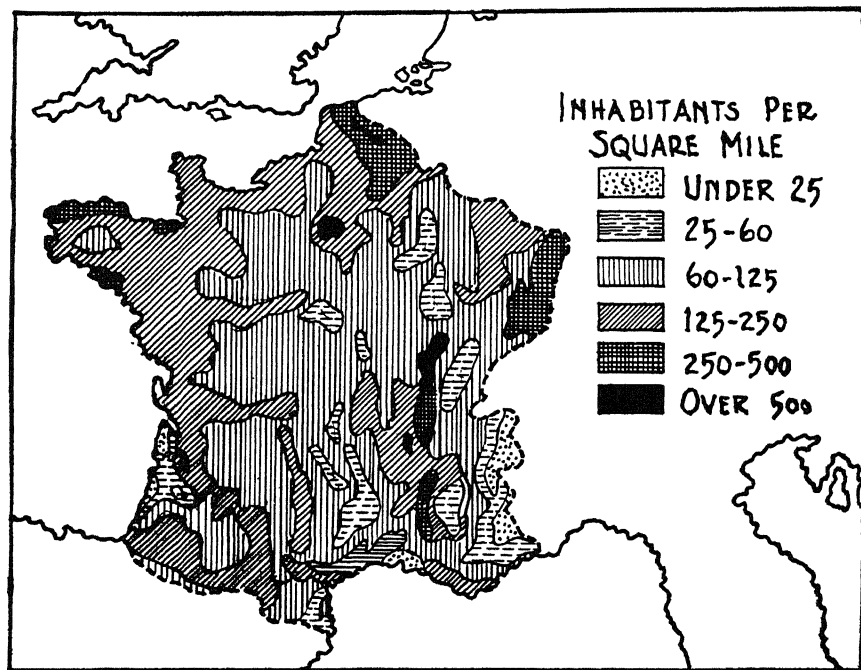 INHABITANTS PER
SQUARE MILE
UNDER 25
25-60
60-125
125-250
250-500
OVER 500